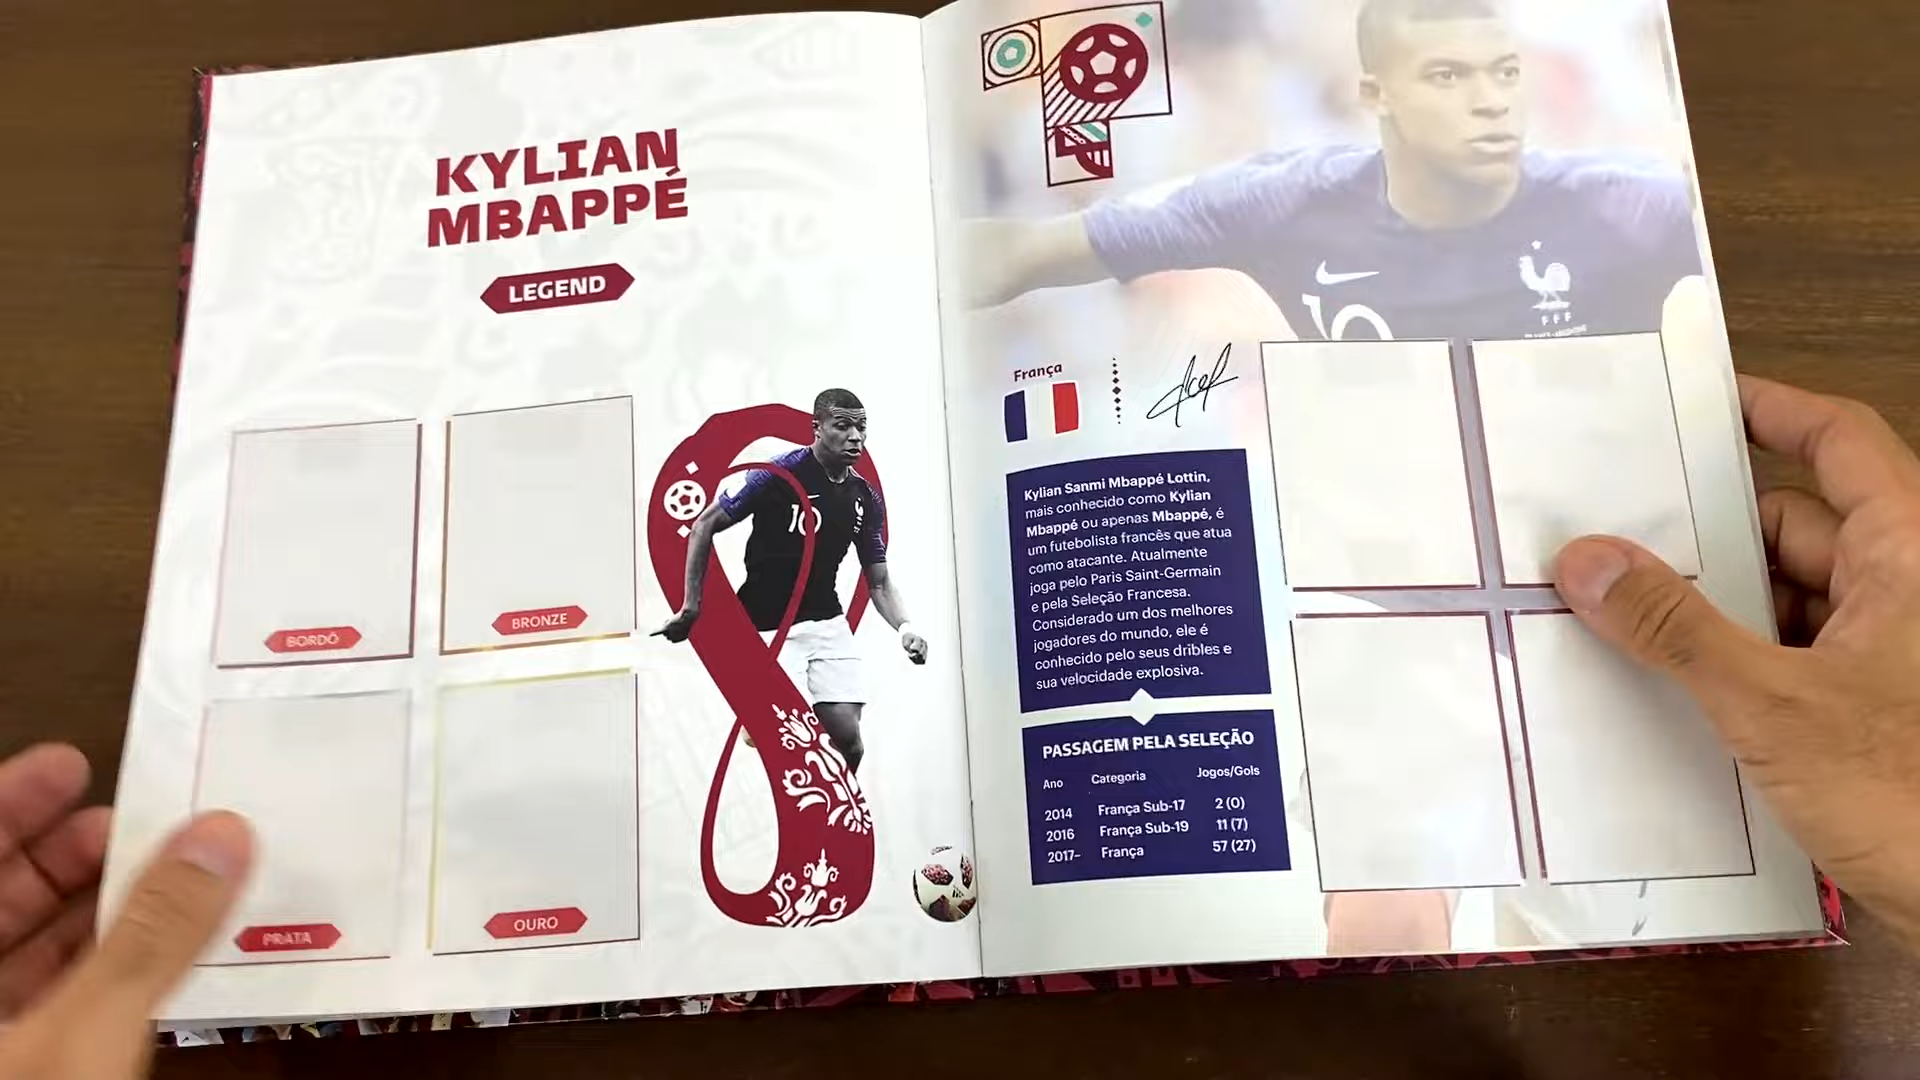 KYLIAN
MBAPPÉ
LEGEND
BORDÔ
BRONZE
PRATA
OURO
10
França
Kylian Sanmi Mbappé Lottin,
mais conhecido como Kylian
Mbappé ou apenas Mbappé, é
um futebolista francês que atua
como atacante. Atualmente
joga pelo Paris Saint-Germain
e pela Seleção Francesa.
Considerado um dos melhores
jogadores do mundo, ele é
conhecido pelo seus dribles e
sua velocidade explosiva.
PASSAGEM PELA SELEÇÃO
Ano Categoria Jogos/Gols
2014 França Sub-17 2 (0)
2016 França Sub-19 11 (7)
2017- França 57 (27)
FFF